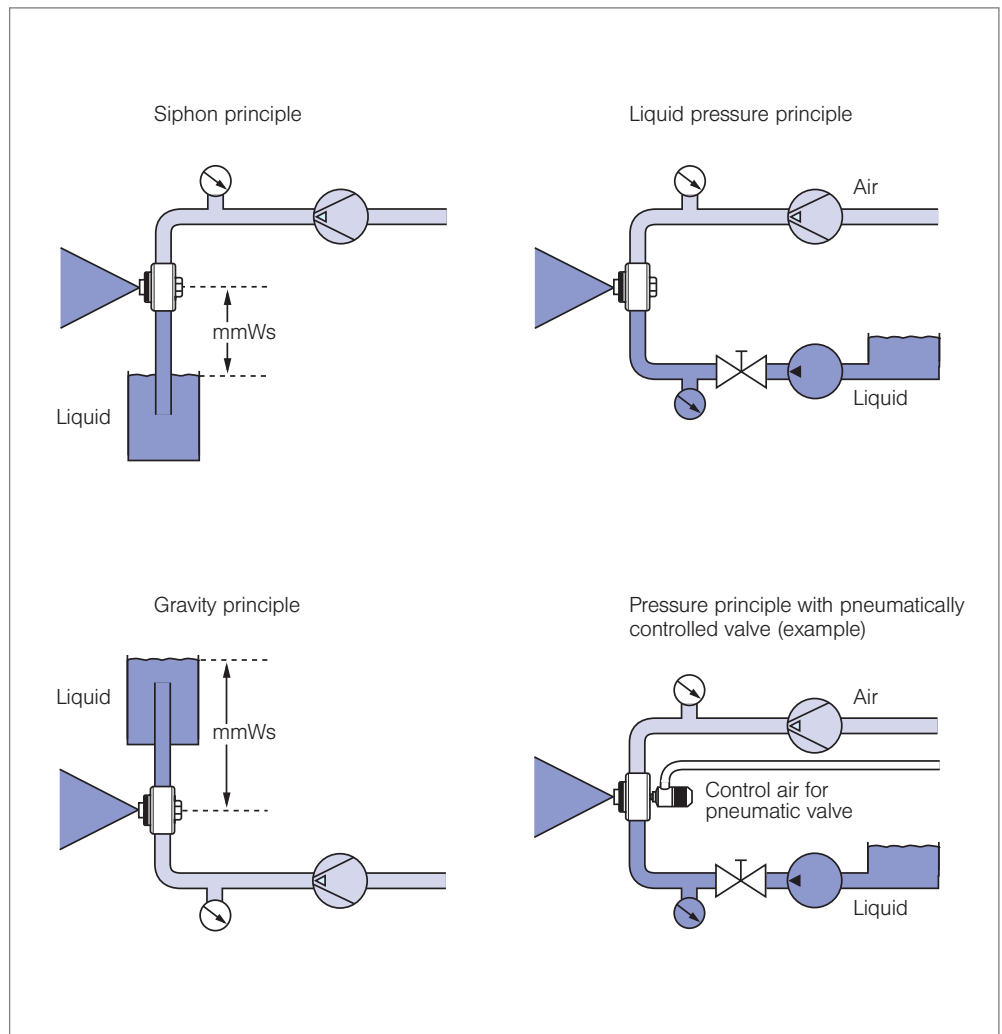 Siphon principle
mmWs
Liquid
Liquid pressure principle
Air
Liquid
Gravity principle
Liquid
mmWs
Pressure principle with pneumatically
controlled valve (example)
Air
Control air for
pneumatic valve
Liquid